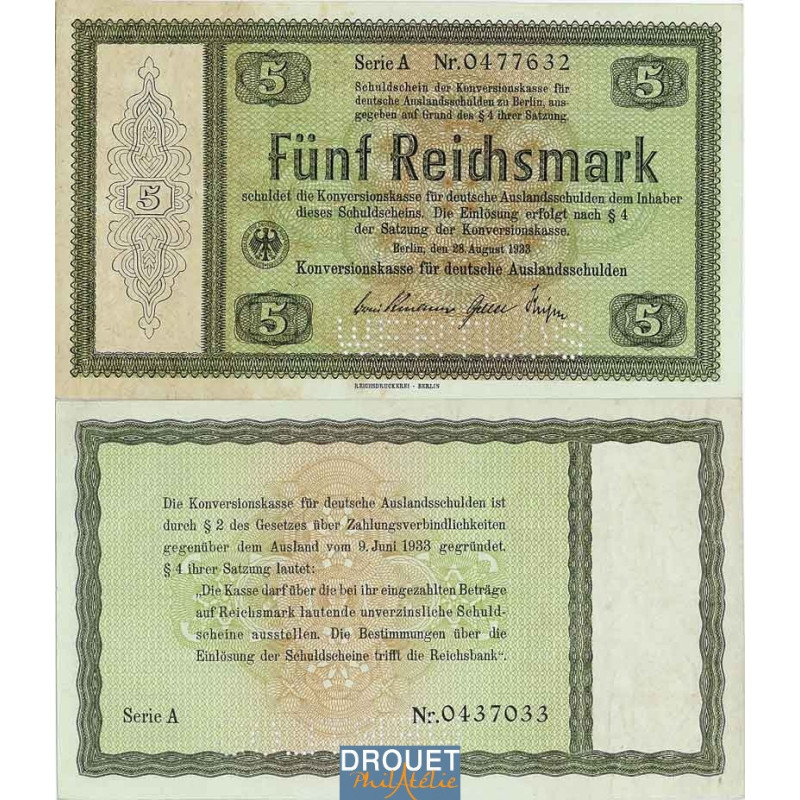 5
Serie A Nr.0477632
5
Schuldschein der Konversionskasse für
deutsche Auslandsschulden zu Berlin, aus-
gegeben auf Grund des § 4 ihrer Satzung.
Fünf Reichsmark
5
schuldet die Konversionskasse für deutsche Auslandsschulden dem Inhaber
dieses Schuldscheins. Die Einlösung erfolgt nach § 4
der Satzung der Konversionskasse.
Berlin, den 28. August 1933
Konversionskasse für deutsche Auslandsschulden
5
5
REICHSDRUCKEREI - BERLIN
Die Konversionskasse für deutsche Auslandsschulden ist
durch § 2 des Gesetzes über Zahlungsverbindlichkeiten
gegenüber dem Ausland vom 9. Juni 1933 gegründet.
§ 4 ihrer Satzung lautet:
„Die Kasse darf über die bei ihr eingezahlten Beträge
auf Reichsmark lautende unverzinsliche Schuld-
scheine ausstellen. Die Bestimmungen über die
Einlösung der Schuldscheine trifft die Reichsbank“.
Serie A Nr.0437033
DROUET
Philatélie